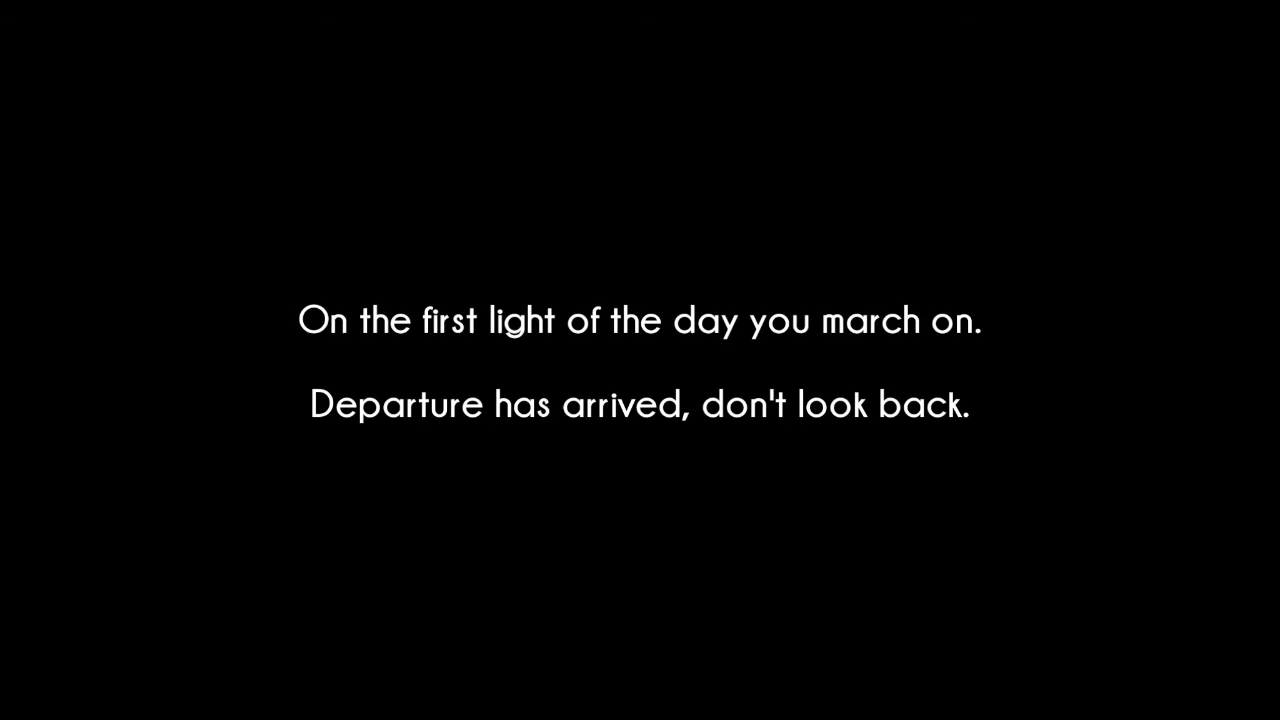 On the first light of the day you march on.
Departure has arrived, don't look back.